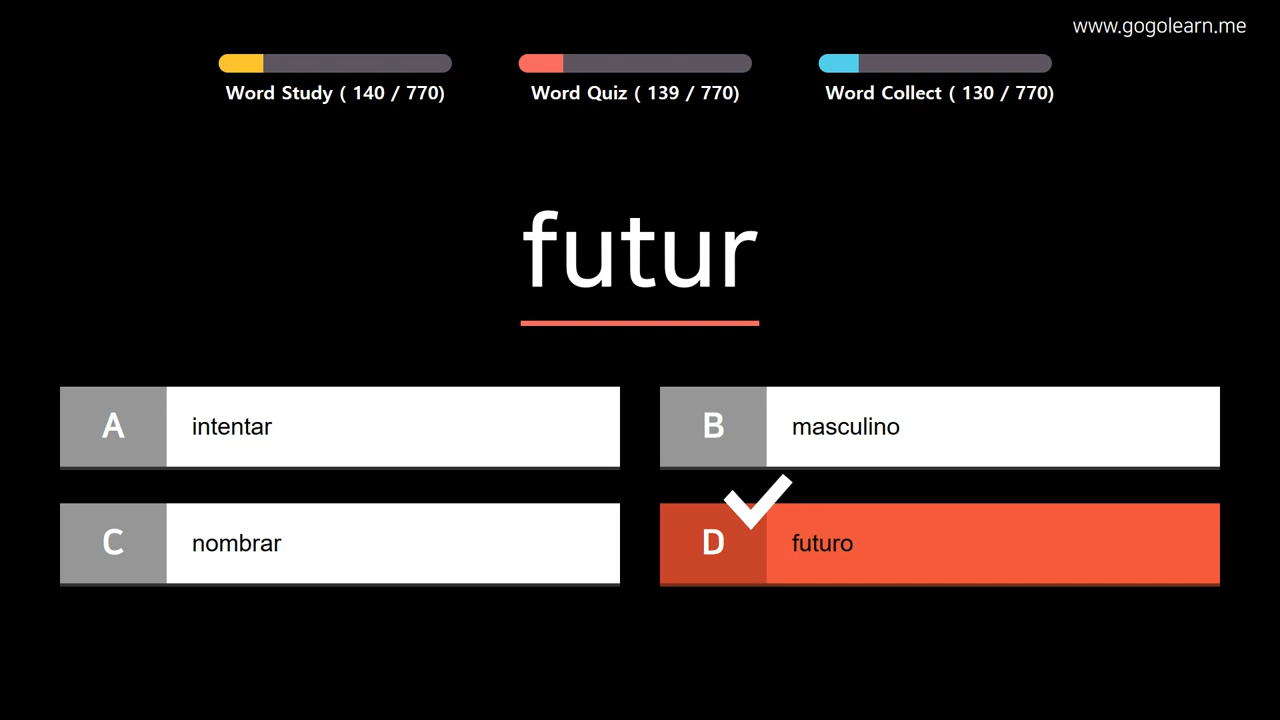 www.gogolearn.me
Word Study ( 140 / 770)
Word Quiz ( 139 / 770)
Word Collect ( 130 / 770)
futur
A intentar
B masculino
C nombrar
D futuro